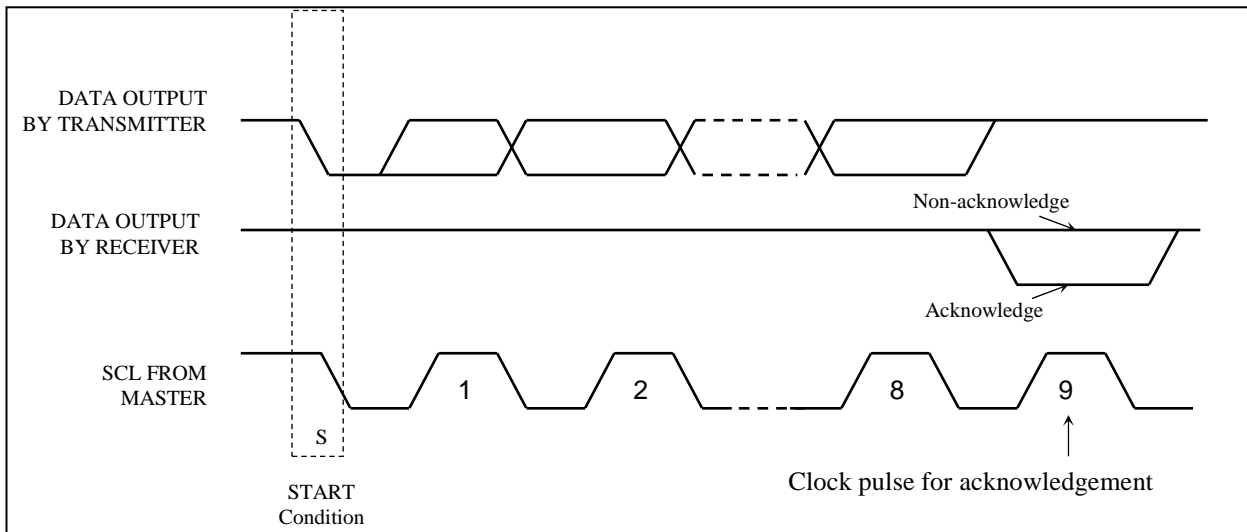 DATA OUTPUT
BY TRANSMITTER
Non-acknowledge
DATA OUTPUT
BY RECEIVER
Acknowledge
SCL FROM
MASTER
1
2
8
9
S
START
Condition
Clock pulse for acknowledgement